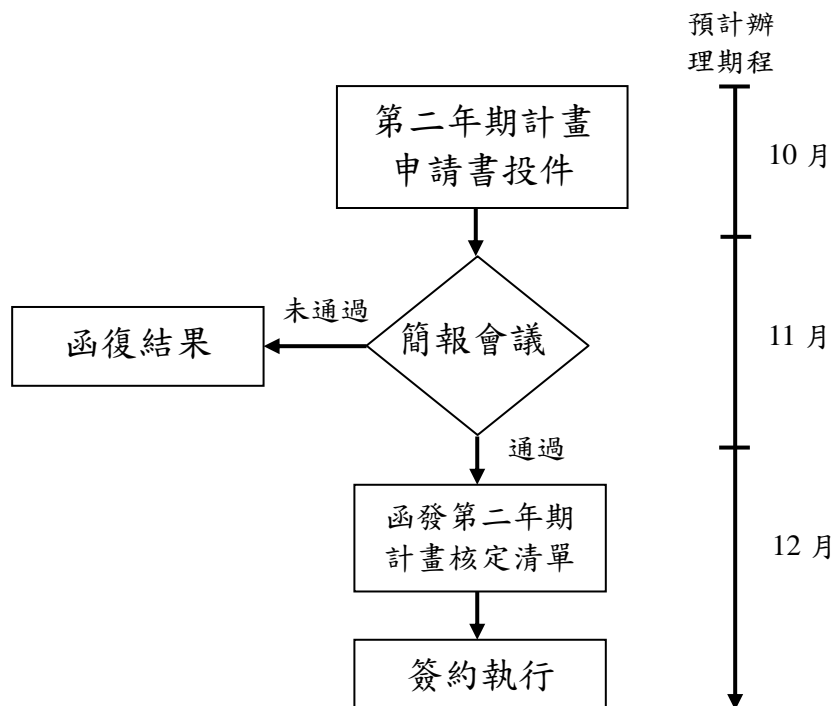 預計辦
理期程
第二年期計畫
申請書投件
10 月
未通過
函復結果
簡報會議
11 月
通過
函發第二年期
計畫核定清單
12 月
簽約執行